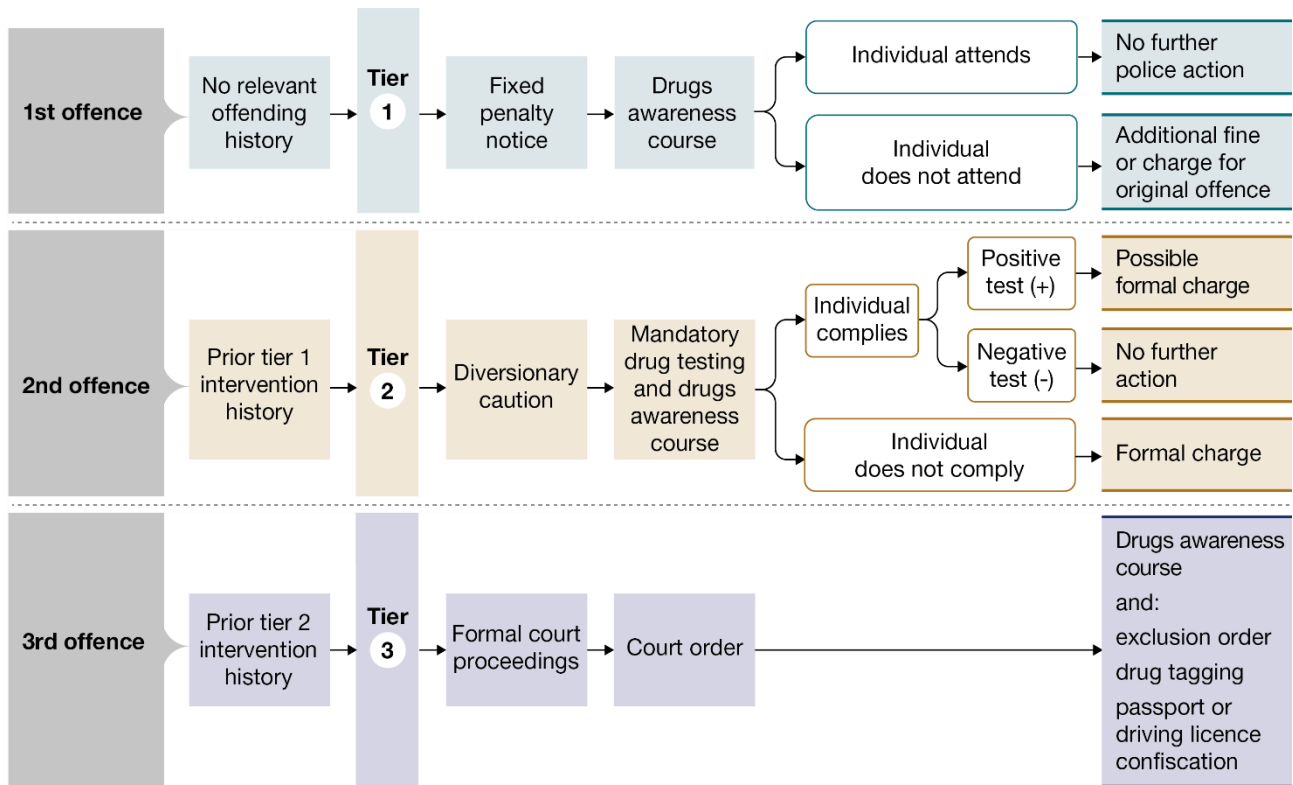 1st offence
No relevant
offending
history
Tier
1
Fixed
penalty
notice
Drugs
awareness
course
Individual attends
No further
police action
Individual
does not attend
Additional fine
or charge for
original offence
2nd offence
Prior tier 1
intervention
history
Tier
2
Diversionary
caution
Mandatory
drug testing
and drugs
awareness
course
Individual
complies
Positive
test (+)
Possible
formal charge
Negative
test (-)
No further
action
Individual
does not comply
Formal charge
3rd offence
Prior tier 2
intervention
history
Tier
3
Formal court
proceedings
Court order
Drugs awareness
course
and:
exclusion order
drug tagging
passport or
driving licence
confiscation